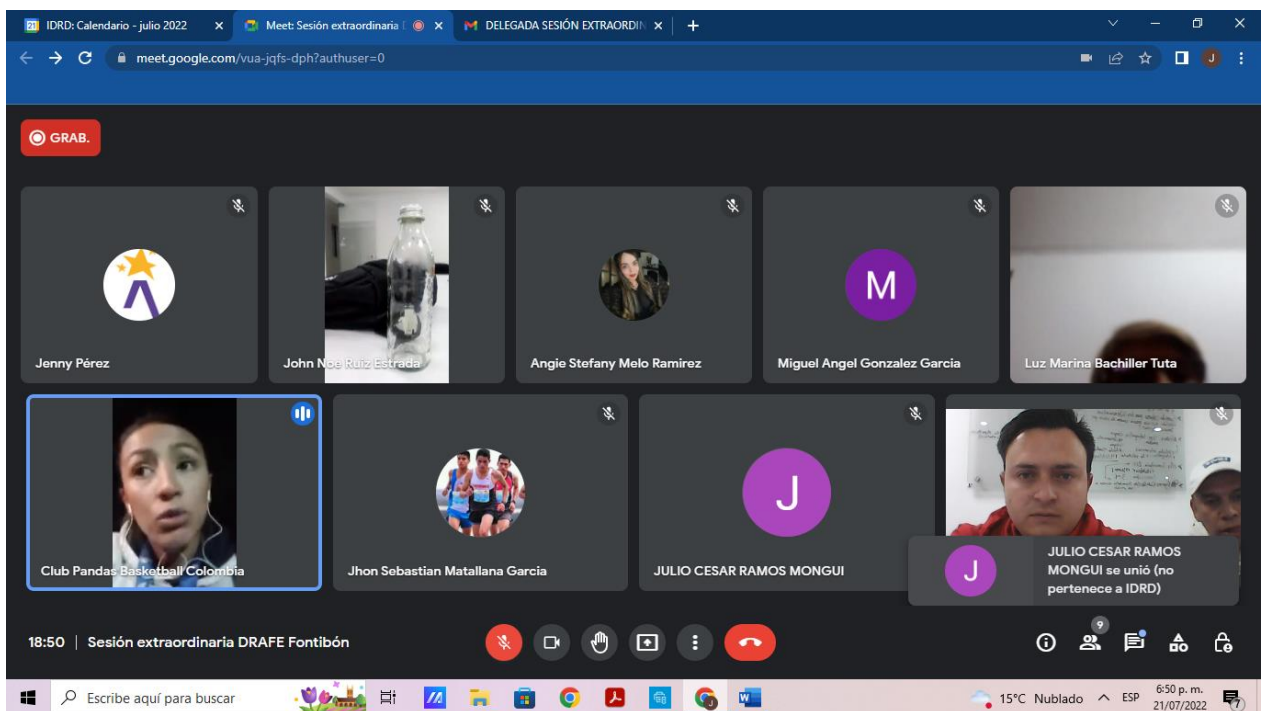 IDRD: Calendario - julio 2022
Meet: Sesión extraordinaria
DELEGADA SESIÓN EXTRAORDIN
meet.google.com/vua-jqfs-dph?authuser=0
J
GRAB.
Jenny Pérez
John Noe Ruiz Estrada
Angie Stefany Melo Ramirez
M
Miguel Angel Gonzalez Garcia
Luz Marina Bachiller Tuta
Club Pandas Basketball Colombia
Jhon Sebastian Matallana Garcia
J
JULIO CESAR RAMOS MONGUI
J
JULIO CESAR RAMOS
MONGUI se unió (no
pertenece a IDRD)
18:50 | Sesión extraordinaria DRAFE Fontibón
9
Escribe aquí para buscar
15°C Nublado
ESP
6:50 p. m.
21/07/2022